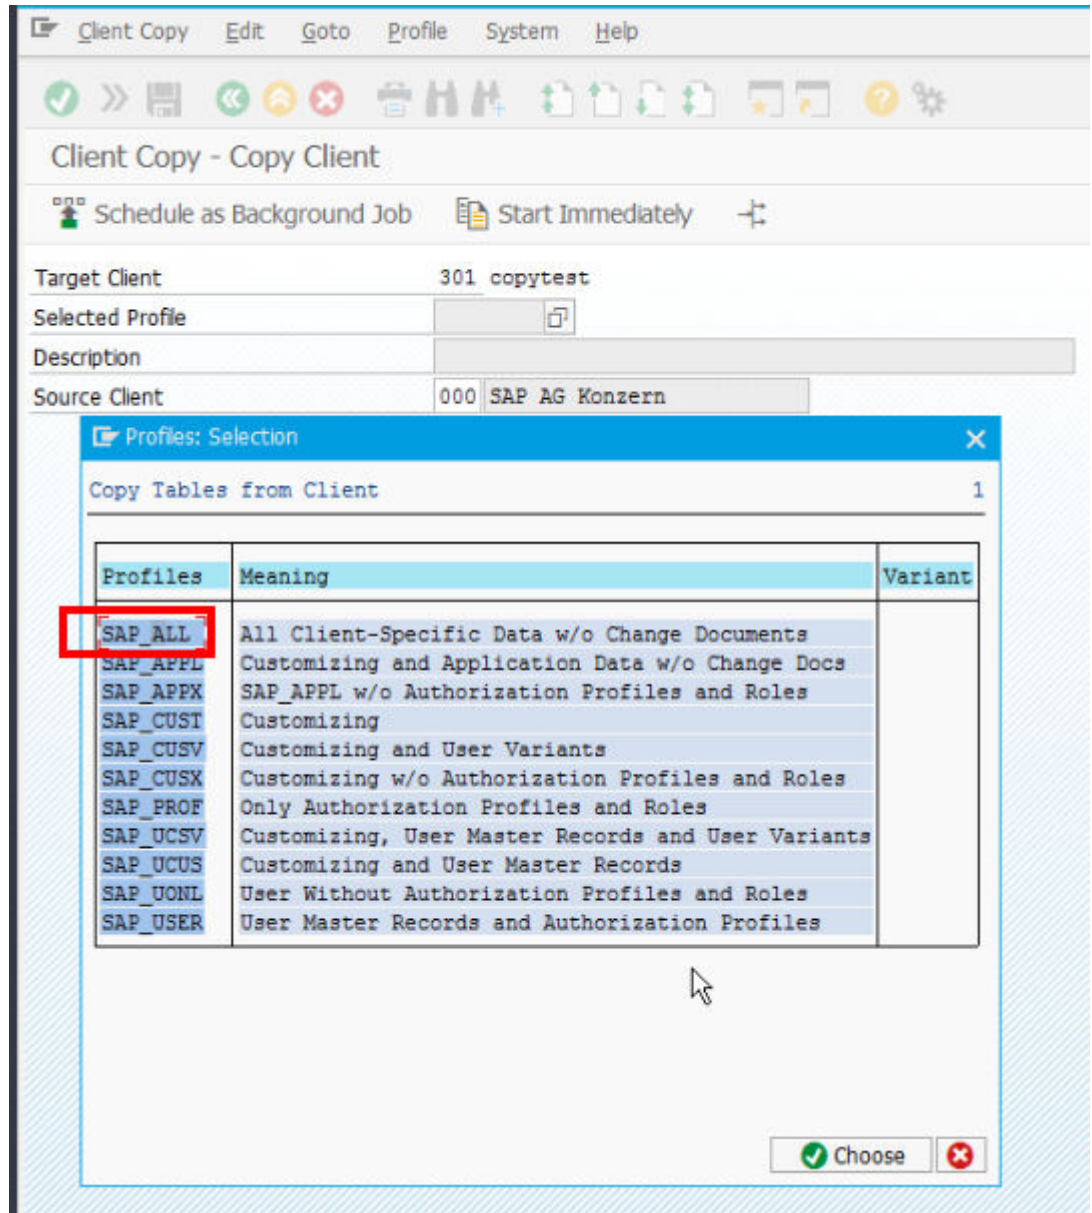 Client Copy Edit Goto Profile System Help
Client Copy - Copy Client
Schedule as Background Job Start Immediately
Target Client 301 copytest
Selected Profile
Description
Source Client 000 SAP AG Konzern
Profiles: Selection
Copy Tables from Client 1
Profiles Meaning Variant
SAP_ALL All Client-Specific Data w/o Change Documents
SAP_APPL Customizing and Application Data w/o Change Docs
SAP_APPX SAP_APPL w/o Authorization Profiles and Roles
SAP_CUST Customizing
SAP_CUSV Customizing and User Variants
SAP_CUSX Customizing w/o Authorization Profiles and Roles
SAP_PROF Only Authorization Profiles and Roles
SAP_UCSV Customizing, User Master Records and User Variants
SAP_UCUS Customizing and User Master Records
SAP_UONL User Without Authorization Profiles and Roles
SAP_USER User Master Records and Authorization Profiles
Choose